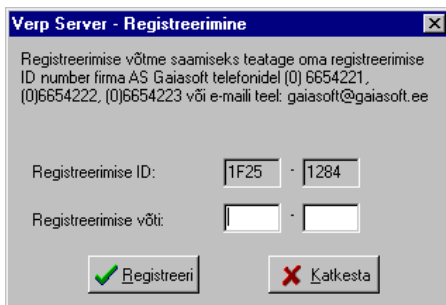 Verp Server - Registreerimine
Registreerimise võtme saamiseks teatage oma registreerimise
ID number firma AS Gaiasoft telefonidel (0) 6654221,
(0)6654222, (0)6654223 või e-maili teel: gaiasoft@gaiasoft.ee
Registreerimise ID: 1F25 - 1284
Registreerimise võti: -
Registreeri Katkesta